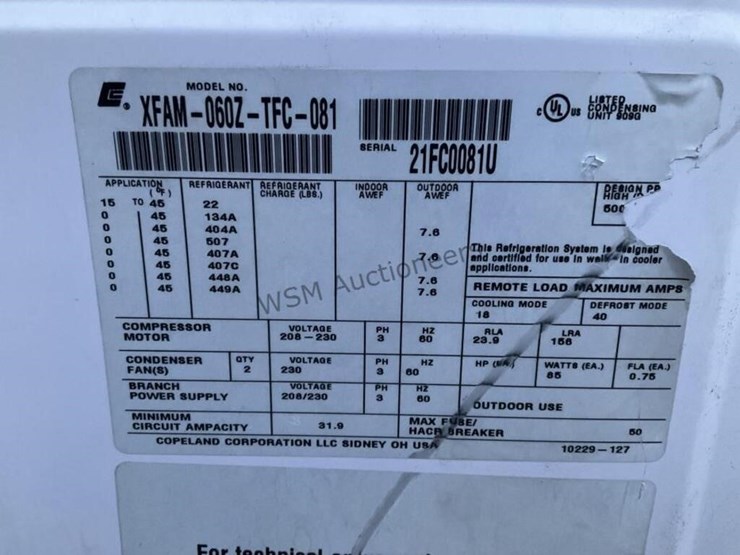 MODEL NO.
XFAM-060Z-TFC-081
SERIAL 21FC0081U
C UL US LISTED
CONDENSING
UNIT 909G
APPLICATION (°F) REFRIGERANT REFRIGERANT CHARGE (LBS.) INDOOR AWEF OUTDOOR AWEF DESIGN
HIGH
15 TO 45 22
0 45 134A
0 45 404A 7.6
0 45 507
0 45 407A
0 45 407C
0 45 448A 7.6
0 45 449A 7.6
This Refrigeration System is designed
and certified for use in walk-in cooler
applications.
WSM Auctioneer
REMOTE LOAD MAXIMUM AMPS
COOLING MODE DEFROST MODE
18 40
COMPRESSOR MOTOR VOLTAGE 208-230 PH 3 HZ 60 RLA 23.9 LRA 156
CONDENSER FAN(S) QTY 2 VOLTAGE 230 PH 3 HZ 60 HP (EA.) WATTS (EA.) 85 FLA (EA.) 0.75
BRANCH POWER SUPPLY VOLTAGE 208/230 PH 3 HZ 60 OUTDOOR USE
MINIMUM CIRCUIT AMPACITY 31.9 MAX FUSE/ HACR BREAKER 50
COPELAND CORPORATION LLC SIDNEY OH USA 10229-127
For technical